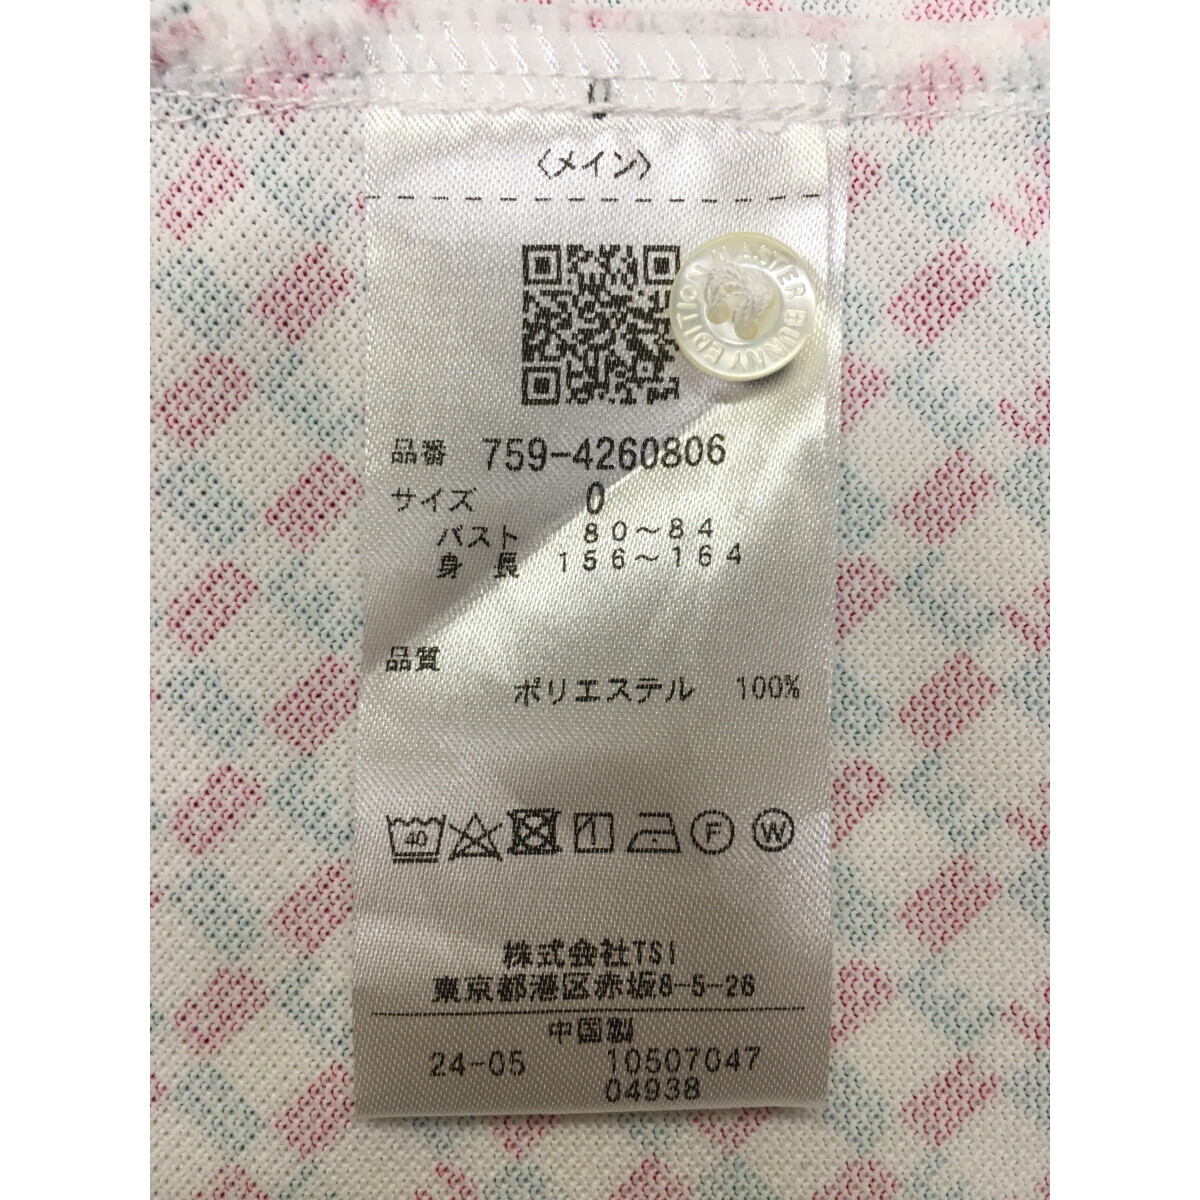 〈メイン〉
MASTER BUNNY EDITION
品番 759-4260806
サイズ 0
バスト 80~84
身長 156~164
品質
ポリエステル 100%
40
1
F
W
株式会社TSI
東京都港区赤坂8-5-26
中国製
24-05 10507047
04938